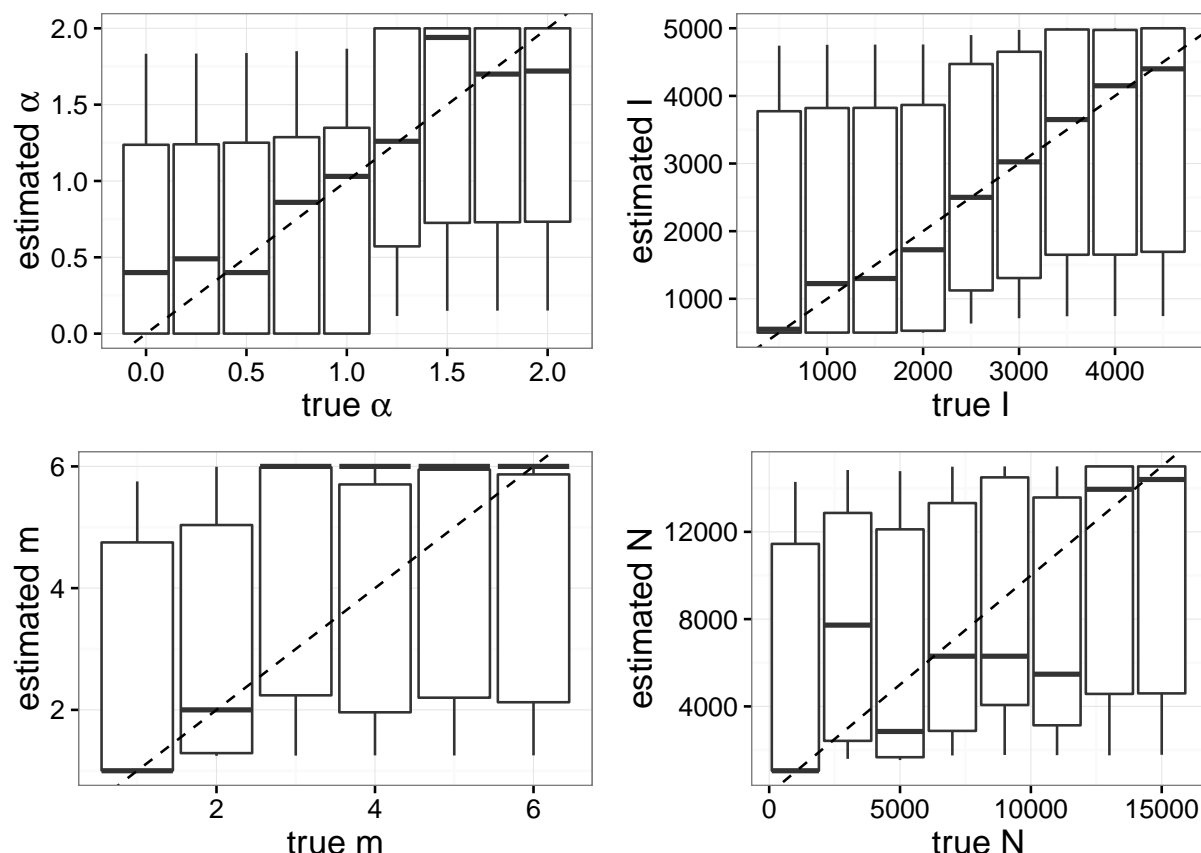 estimated α
2.0
1.5
1.0
0.5
0.0
0.0 0.5 1.0 1.5 2.0
true α
estimated I
5000
4000
3000
2000
1000
1000 2000 3000 4000
true I
estimated m
6
4
2
2 4 6
true m
estimated N
12000
8000
4000
0 5000 10000 15000
true N